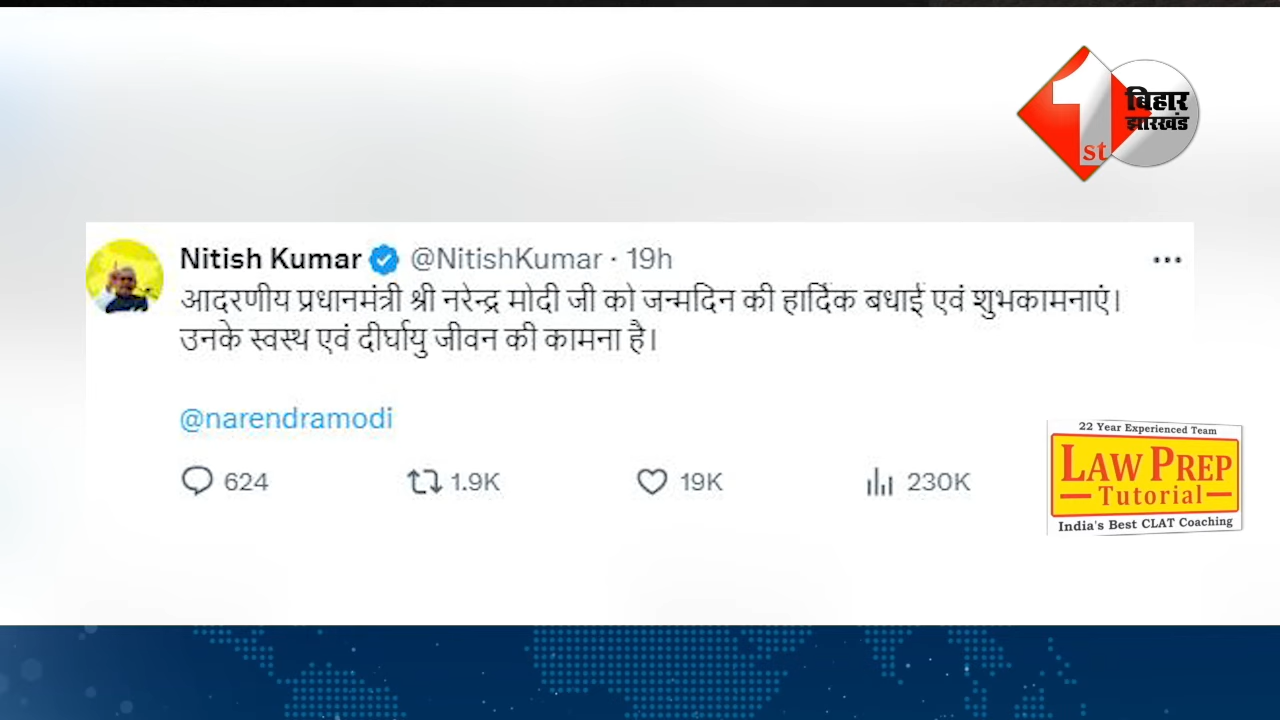 1
st
बिहार
झारखंड
Nitish Kumar @NitishKumar · 19h
आदरणीय प्रधानमंत्री श्री नरेन्द्र मोदी जी को जन्मदिन की हार्दिक बधाई एवं शुभकामनाएं।
उनके स्वस्थ एवं दीर्घायु जीवन की कामना है।
@narendramodi
624 1.9K 19K 230K
22 Year Experienced Team
LAW PREP
Tutorial
India's Best CLAT Coaching